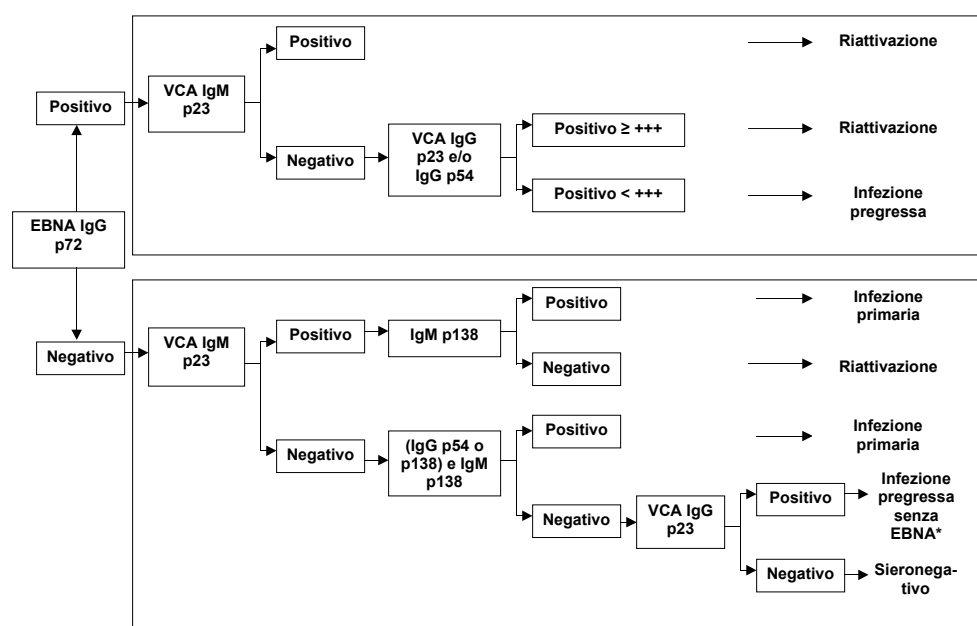 Positivo
Riattivazione
VCA IgM
p23
Positivo
Negativo
VCA IgG
p23 e/o
IgG p54
Positivo ≥ +++
Riattivazione
Positivo < +++
Infezione
pregressa
EBNA IgG
p72
Negativo
VCA IgM
p23
Positivo
IgM p138
Positivo
Infezione
primaria
Negativo
Riattivazione
Negativo
(IgG p54 o
p138) e IgM
p138
Positivo
Infezione
primaria
Negativo
VCA IgG
p23
Positivo
Infezione
pregressa
senza
EBNA*
Negativo
Sieronega-
tivo